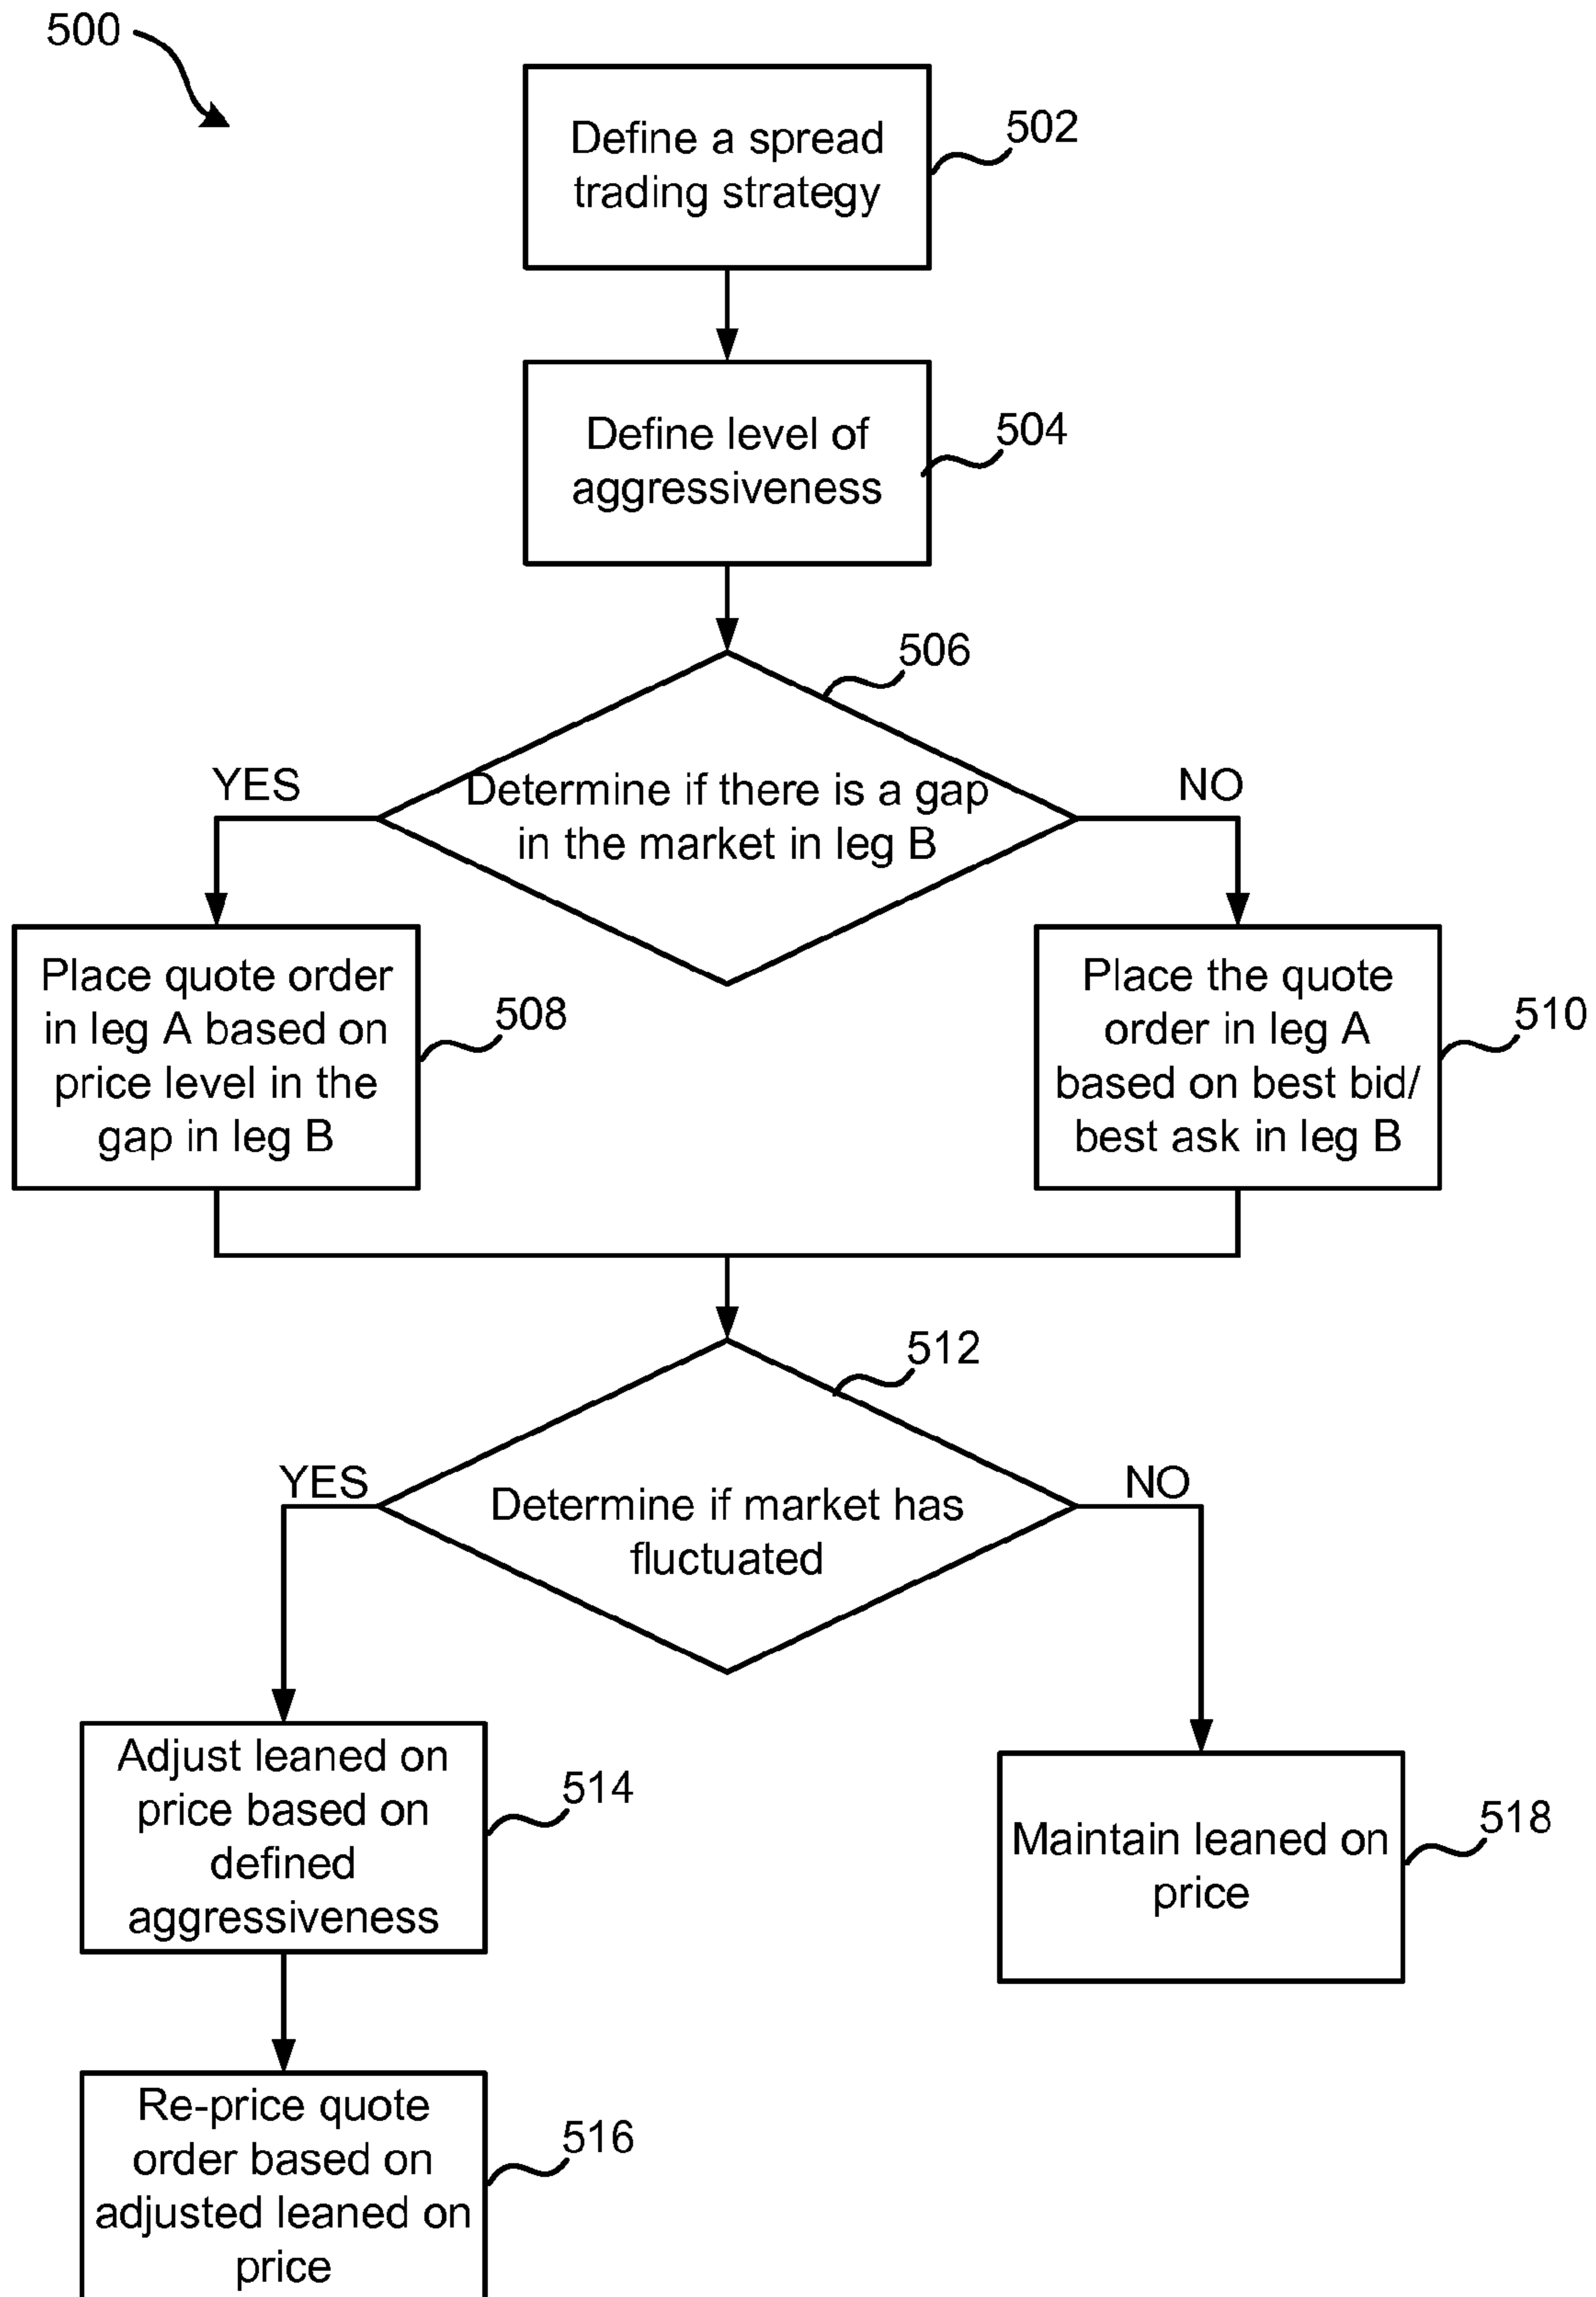 500
Define a spread
trading strategy
502
Define level of
aggressiveness
504
506
YES
Determine if there is a gap
in the market in leg B
NO
Place quote order
in leg A based on
price level in the
gap in leg B
508
Place the quote
order in leg A
based on best bid/
best ask in leg B
510
512
YES
Determine if market has
fluctuated
NO
Adjust leaned on
price based on
defined
aggressiveness
514
Maintain leaned on
price
518
Re-price quote
order based on
adjusted leaned on
price
516